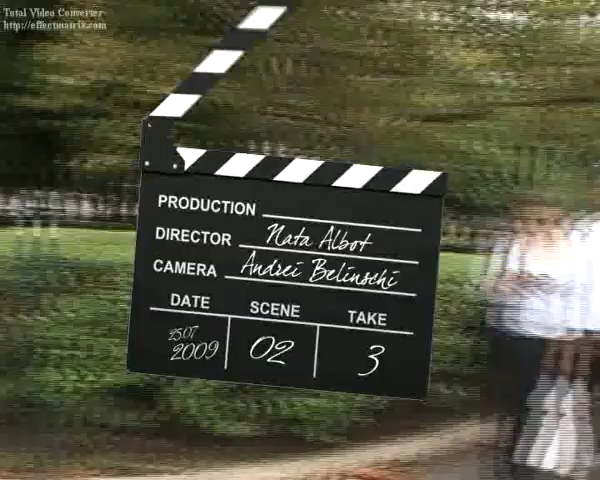 Total Video Converter
http://effectmatrix.com
PRODUCTION
DIRECTOR Nata Albot
CAMERA Andrei Belinschi
DATE SCENE TAKE
25.07
2009 02 3